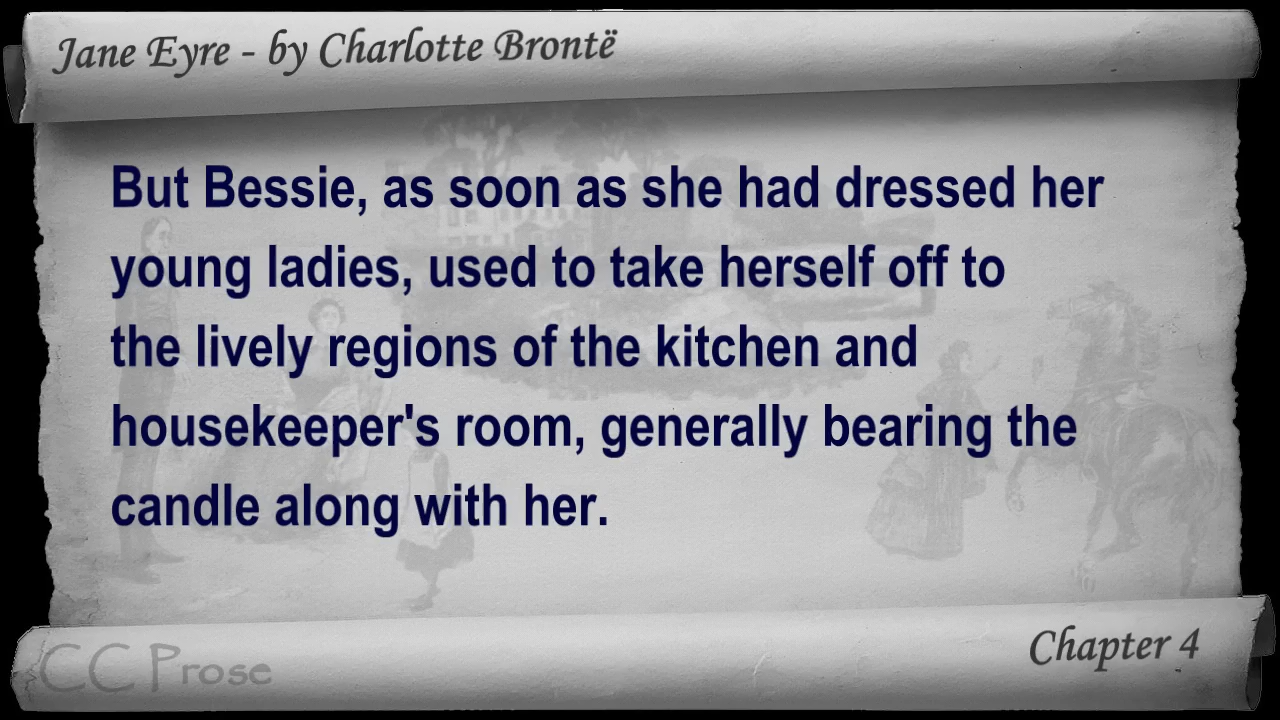 Jane Eyre - by Charlotte Brontë
But Bessie, as soon as she had dressed her
young ladies, used to take herself off to
the lively regions of the kitchen and
housekeeper's room, generally bearing the
candle along with her.
Chapter 4
CC Prose